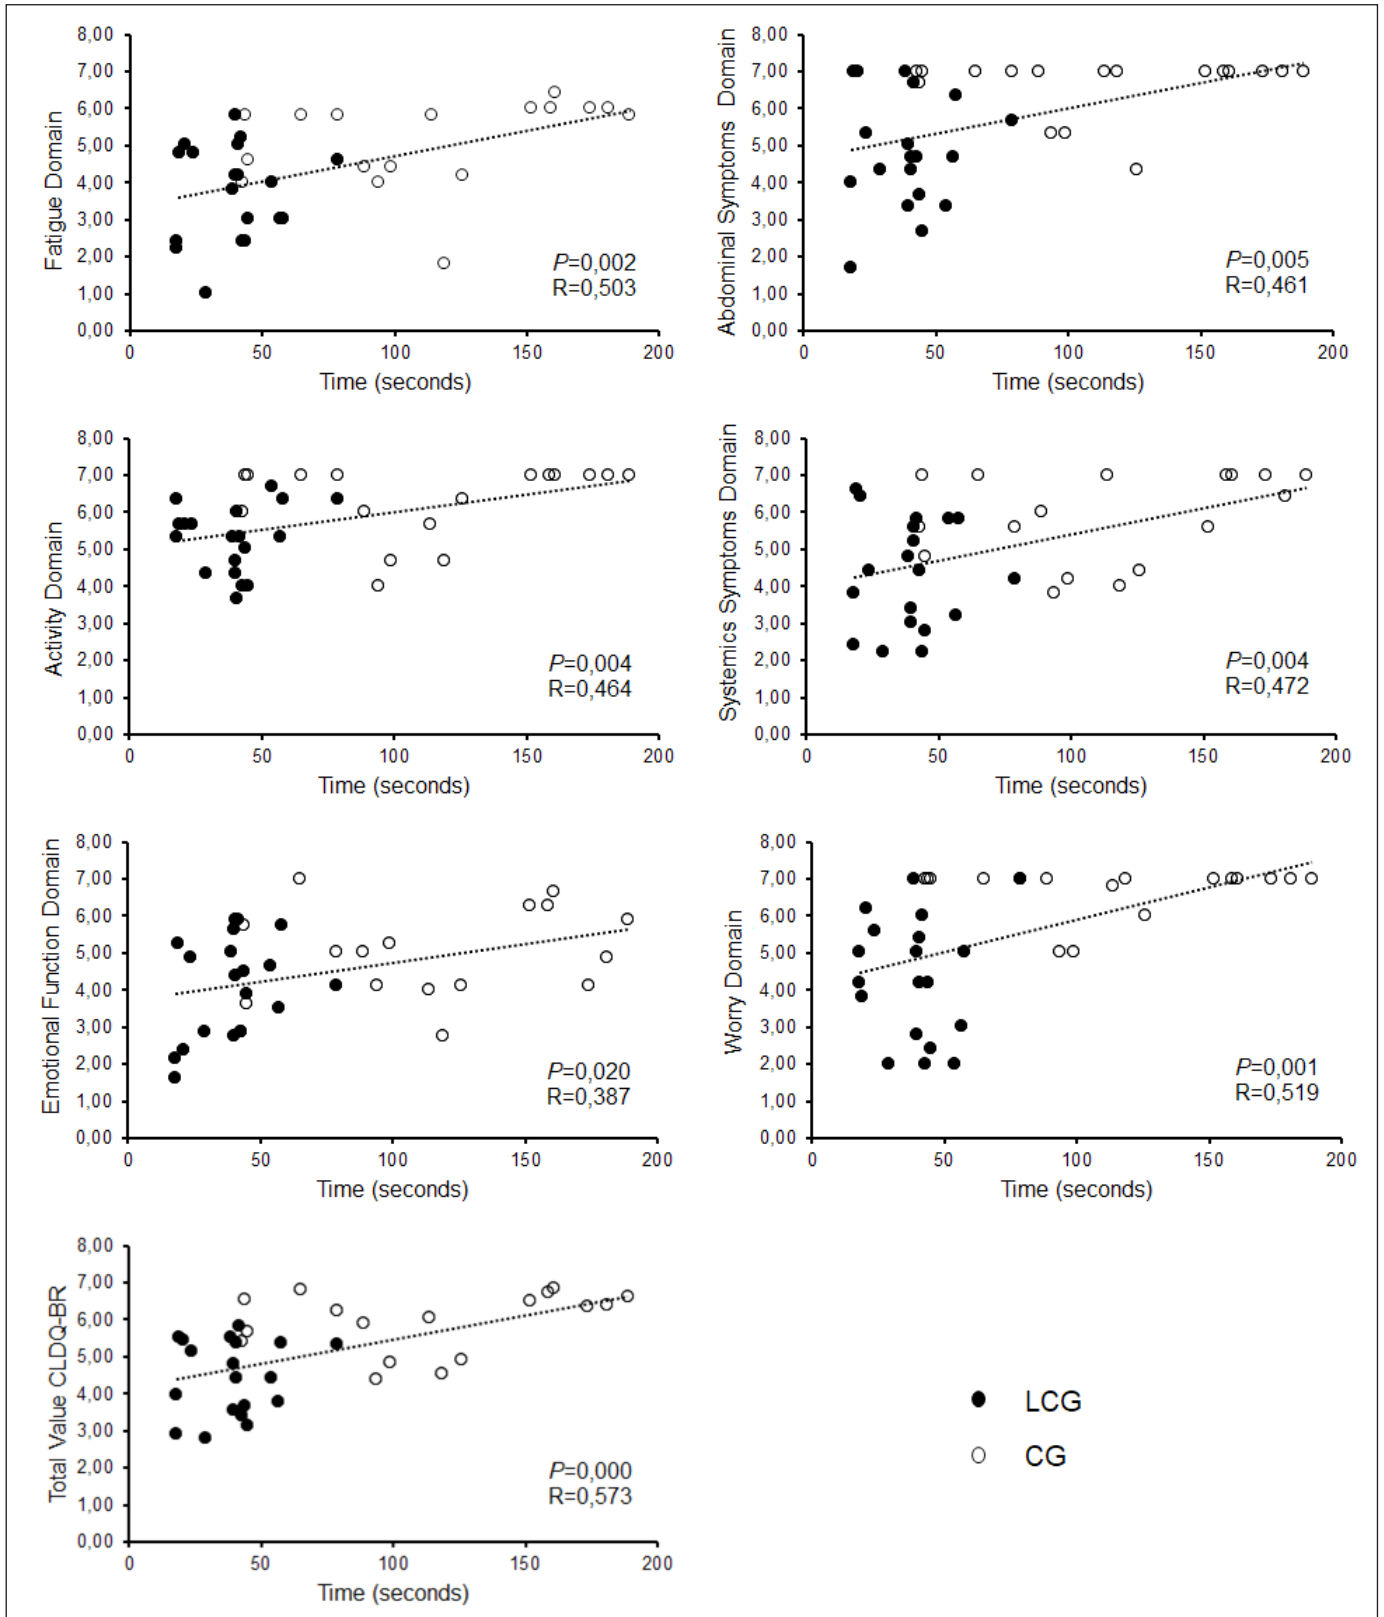 Fatigue Domain
8,00
7,00
6,00
5,00
4,00
3,00
2,00
1,00
0,00
P=0,002
R=0,503
0 50 100 150 200
Time (seconds)
Abdominal Symptoms Domain
8,00
7,00
6,00
5,00
4,00
3,00
2,00
1,00
0,00
P=0,005
R=0,461
0 50 100 150 200
Time (seconds)
Activity Domain
8,00
7,00
6,00
5,00
4,00
3,00
2,00
1,00
0,00
P=0,004
R=0,464
0 50 100 150 200
Time (seconds)
Systemics Symptoms Domain
8,00
7,00
6,00
5,00
4,00
3,00
2,00
1,00
0,00
P=0,004
R=0,472
0 50 100 150 200
Time (seconds)
Emotional Function Domain
8,00
7,00
6,00
5,00
4,00
3,00
2,00
1,00
0,00
P=0,020
R=0,387
0 50 100 150 200
Time (seconds)
Worry Domain
8,00
7,00
6,00
5,00
4,00
3,00
2,00
1,00
0,00
P=0,001
R=0,519
0 50 100 150 200
Time (seconds)
Total Value CLDQ-BR
8,00
7,00
6,00
5,00
4,00
3,00
2,00
1,00
0,00
P=0,000
R=0,573
0 50 100 150 200
Time (seconds)
LCG
CG